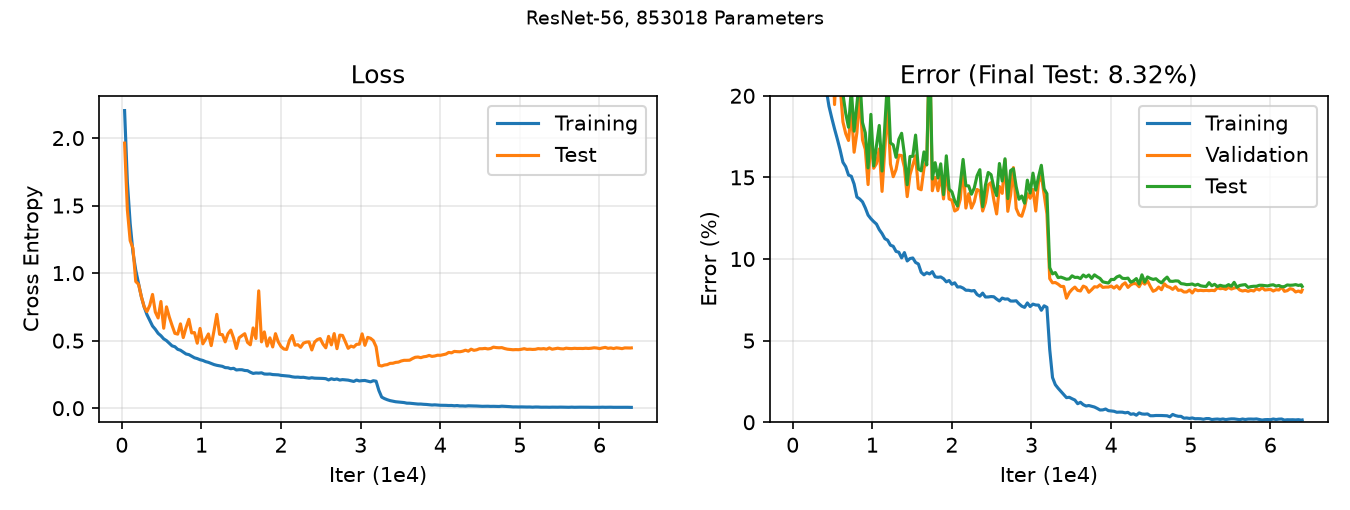 ResNet-56, 853018 Parameters
Loss
Cross Entropy
2.0
1.5
1.0
0.5
0.0
0 1 2 3 4 5 6
Iter (1e4)
Training
Test
Error (Final Test: 8.32%)
Error (%)
20
15
10
5
0
0 1 2 3 4 5 6
Iter (1e4)
Training
Validation
Test